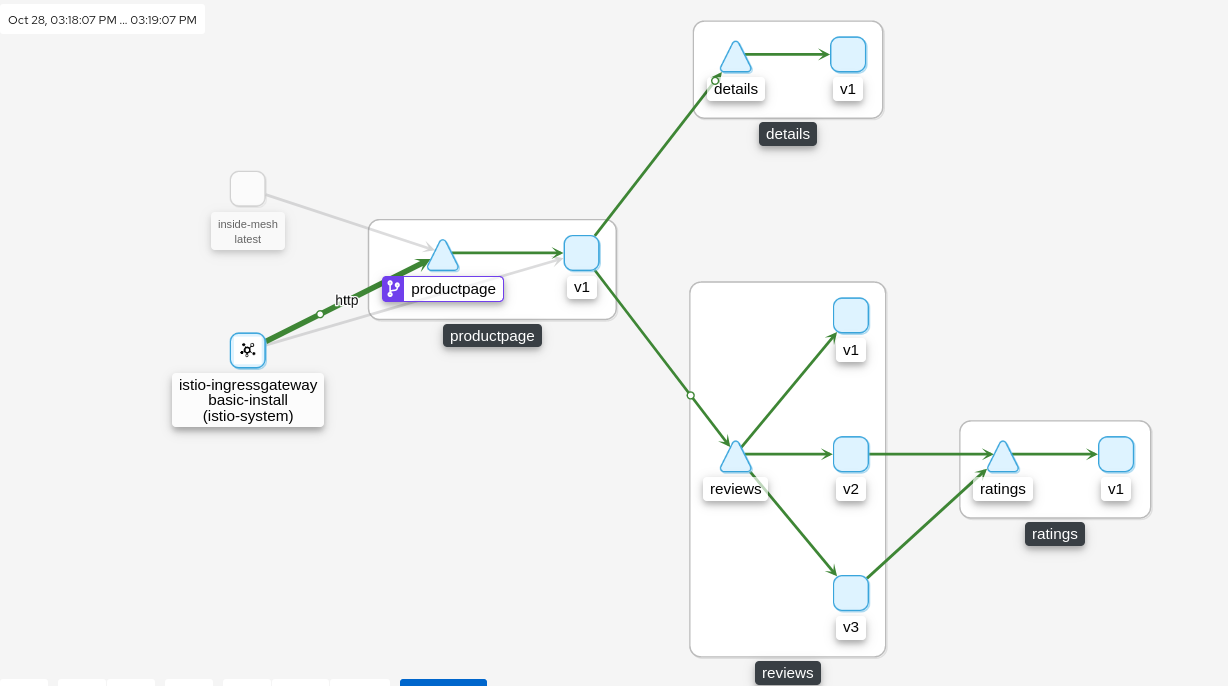 Oct 28, 03:18:07 PM ... 03:19:07 PM
details
v1
details
inside-mesh
latest
http
productpage
v1
productpage
istio-ingressgateway
basic-install
(istio-system)
v1
reviews
v2
v3
reviews
ratings
v1
ratings